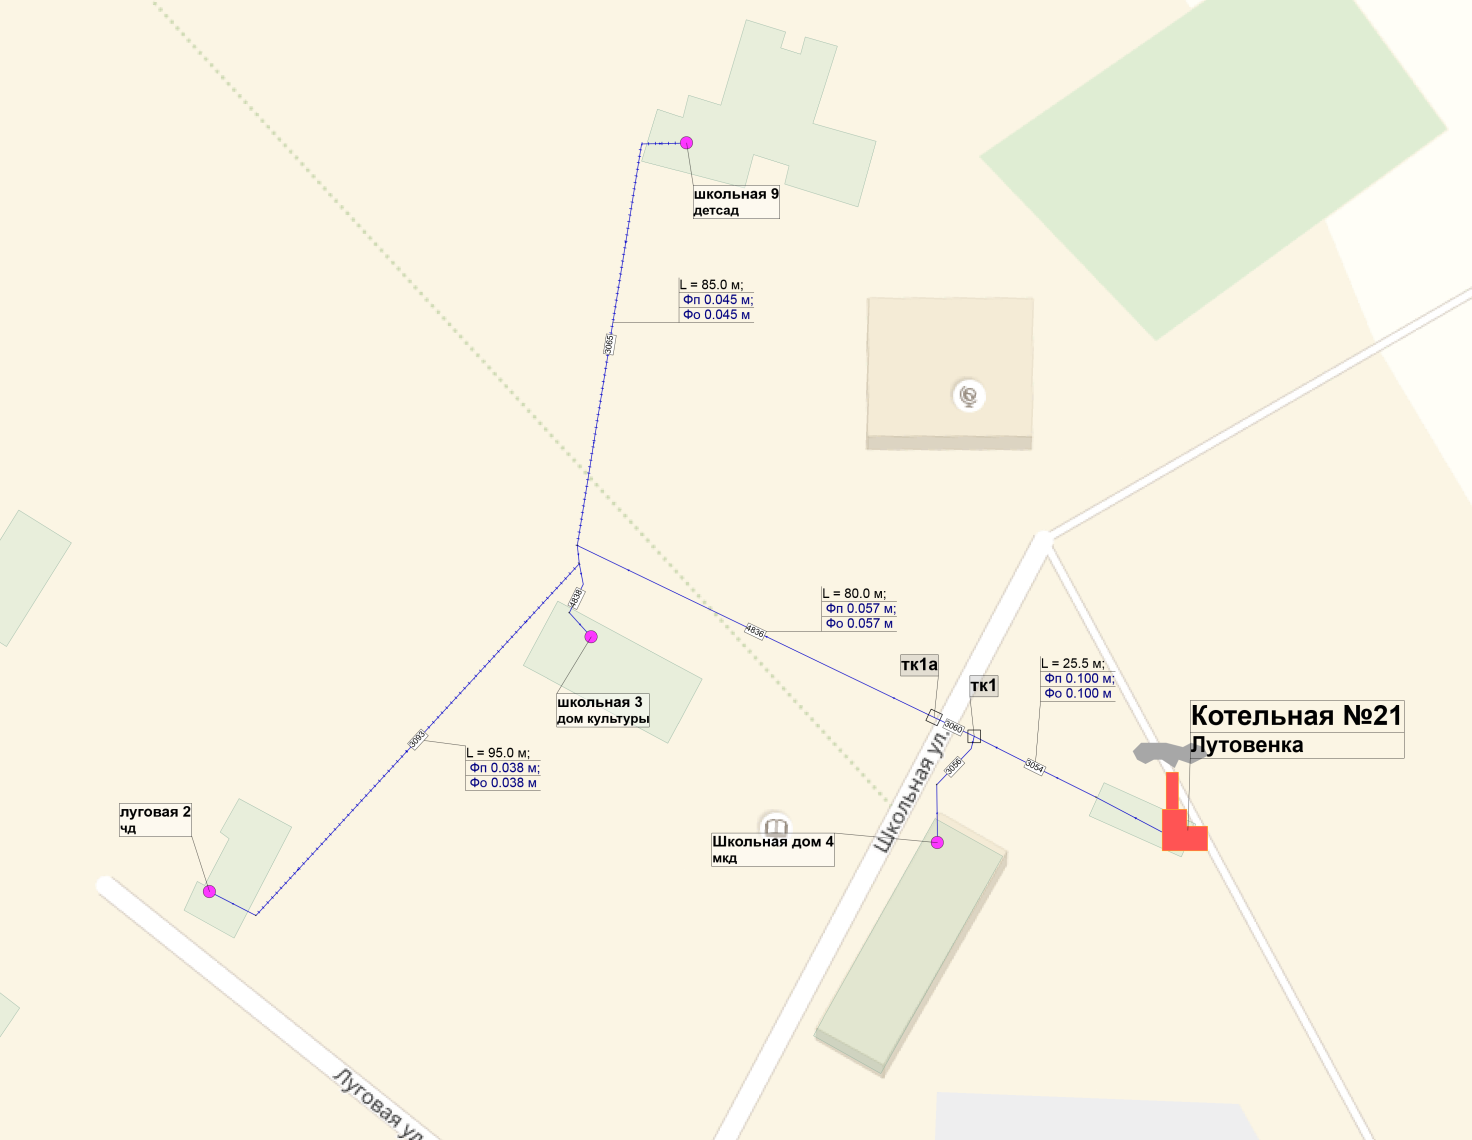 школьная 9
детсад
L = 85.0 м;
Фп 0.045 м;
Фо 0.045 м
3065
L = 80.0 м;
Фп 0.057 м;
Фо 0.057 м
4838
4836
тк1а
тк1
L = 25.5 м;
Фп 0.100 м;
Фо 0.100 м
школьная 3
дом культуры
Котельная №21
Лутовенка
3060
3054
3056
3093
L = 95.0 м;
Фп 0.038 м;
Фо 0.038 м
Школьная ул.
луговая 2
чд
Школьная дом 4
мкд
Луговая ул